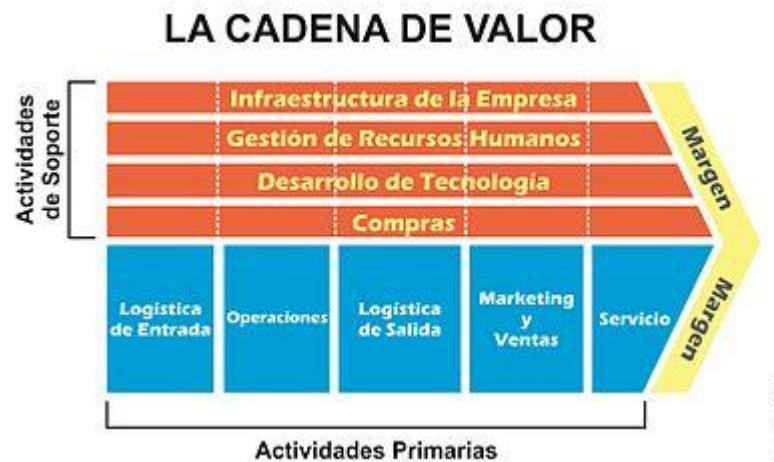 LA CADENA DE VALOR
Actividades
de Soporte
Infraestructura de la Empresa
Gestión de Recursos Humanos
Desarrollo de Tecnología
Compras
Margen
Logística
de Entrada
Operaciones
Logística
de Salida
Marketing
y
Ventas
Servicio
Margen
Actividades Primarias